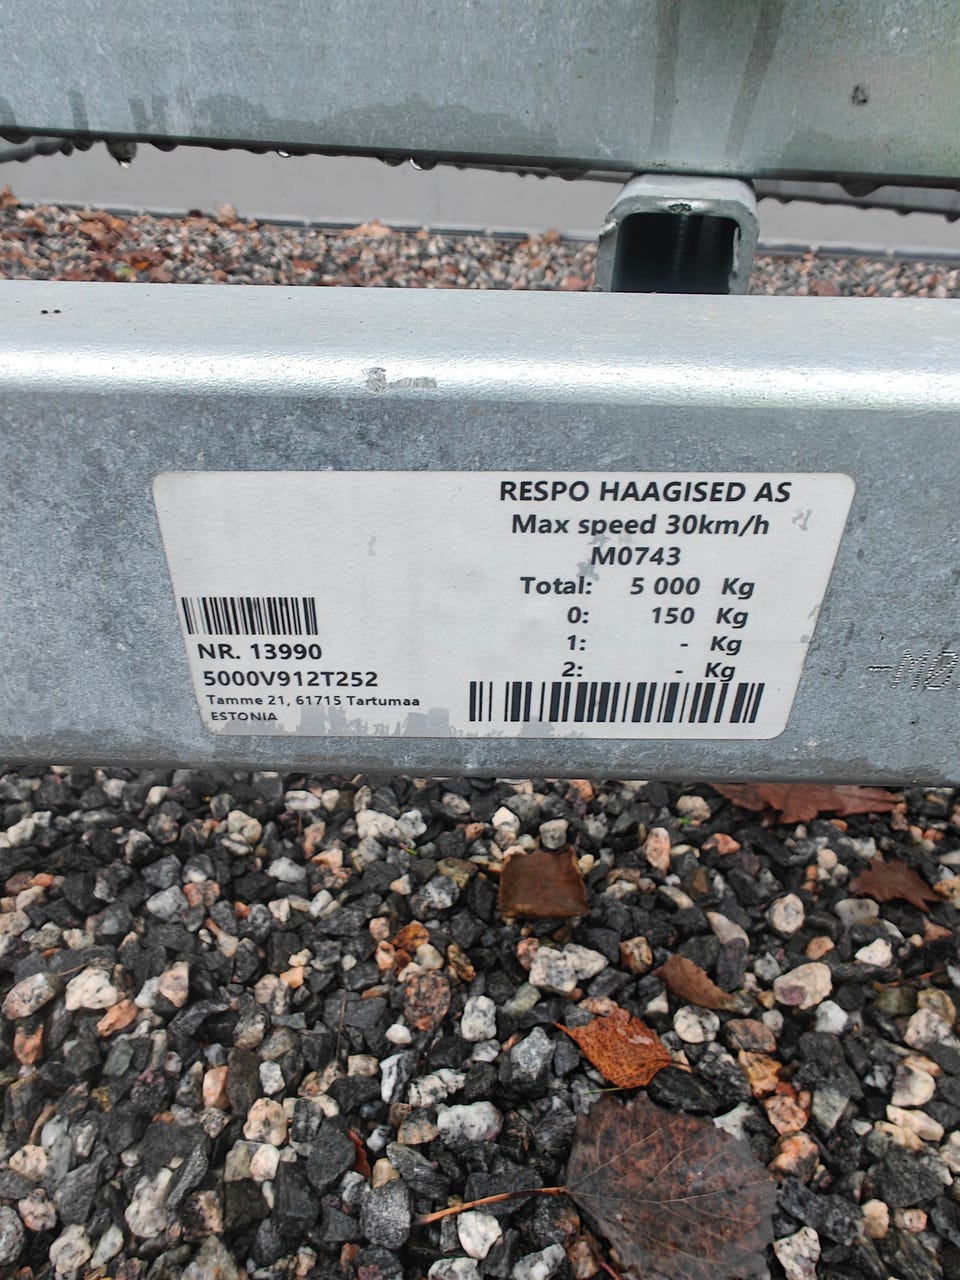 RESPO HAAGISED AS
Max speed 30km/h
M0743
Total: 5 000 Kg
0: 150 Kg
1: - Kg
2: - Kg
NR. 13990
5000V912T252
Tamme 21, 61715 Tartumaa
ESTONIA